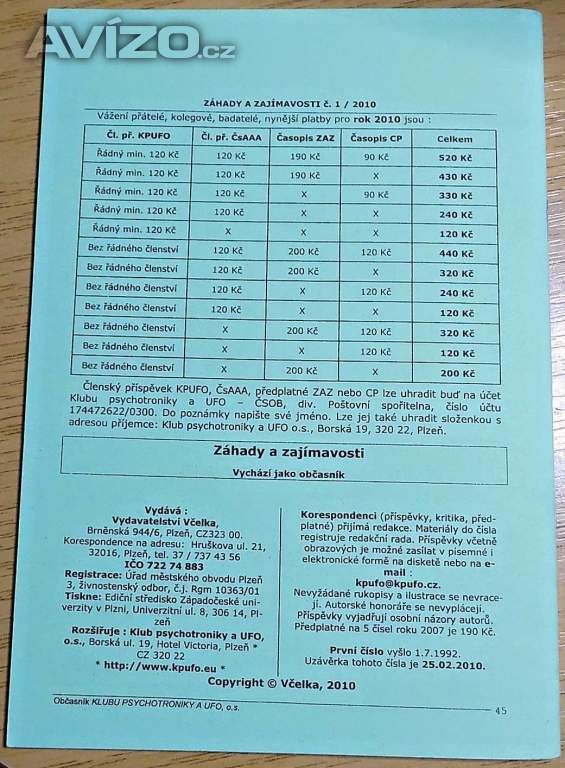 AVÍZO.cz
ZÁHADY A ZAJÍMAVOSTI č. 1 / 2010
Vážení přátelé, kolegové, badatelé, nynější platby pro rok 2010 jsou :
Čl. př. KPUFO Čl. př. ČsAAA Časopis ZAZ Časopis CP Celkem
Řádný min. 120 Kč 120 Kč 190 Kč 90 Kč 520 Kč
Řádný min. 120 Kč 120 Kč 190 Kč X 430 Kč
Řádný min. 120 Kč 120 Kč X 90 Kč 330 Kč
Řádný min. 120 Kč 120 Kč X X 240 Kč
Řádný min. 120 Kč X X X 120 Kč
Bez řádného členství 120 Kč 200 Kč 120 Kč 440 Kč
Bez řádného členství 120 Kč 200 Kč X 320 Kč
Bez řádného členství 120 Kč X 120 Kč 240 Kč
Bez řádného členství 120 Kč X X 120 Kč
Bez řádného členství X 200 Kč 120 Kč 320 Kč
Bez řádného členství X X 120 Kč 120 Kč
Bez řádného členství X 200 Kč X 200 Kč
Členský příspěvek KPUFO, ČsAAA, předplatné ZAZ nebo CP lze uhradit buď na účet
Klubu psychotroniky a UFO – ČSOB, div. Poštovní spořitelna, číslo účtu
174472622/0300. Do poznámky napište své jméno. Lze jej také uhradit složenkou s
adresou příjemce: Klub psychotroniky a UFO o.s., Borská 19, 320 22, Plzeň.
Záhady a zajímavosti
Vychází jako občasník
Vydává :
Vydavatelství Včelka,
Brněnská 944/6, Plzeň, CZ323 00.
Korespondence na adresu: Hruškova ul. 21,
32016, Plzeň, tel. 37 / 737 43 56
IČO 722 74 883
Registrace: Úřad městského obvodu Plzeň
3, živnostenský odbor, č.j. Rgm 10363/01
Tiskne: Ediční středisko Západočeské uni-
verzity v Plzni, Univerzitní ul. 8, 306 14, Pl-
zeň
Rozšiřuje : Klub psychotroniky a UFO,
o.s., Borská ul. 19, Hotel Victoria, Plzeň *
CZ 320 22
* http://www.kpufo.eu *
Korespondenci (příspěvky, kritika, před-
platné) přijímá redakce. Materiály do čísla
registruje redakční rada. Příspěvky včetně
obrazových je možné zasílat v písemné i
elektronické formě na disketě nebo na e-
mail :
kpufo@kpufo.cz.
Nevyžádané rukopisy a ilustrace se nevrace-
jí. Autorské honoráře se nevyplácejí.
Příspěvky vyjadřují osobní názory autorů.
Předplatné na 5 čísel roku 2007 je 190 Kč.
První číslo vyšlo 1.7.1992.
Uzávěrka tohoto čísla je 25.02.2010.
Copyright © Včelka, 2010
Občasník KLUBU PSYCHOTRONIKY A UFO, o.s.
45